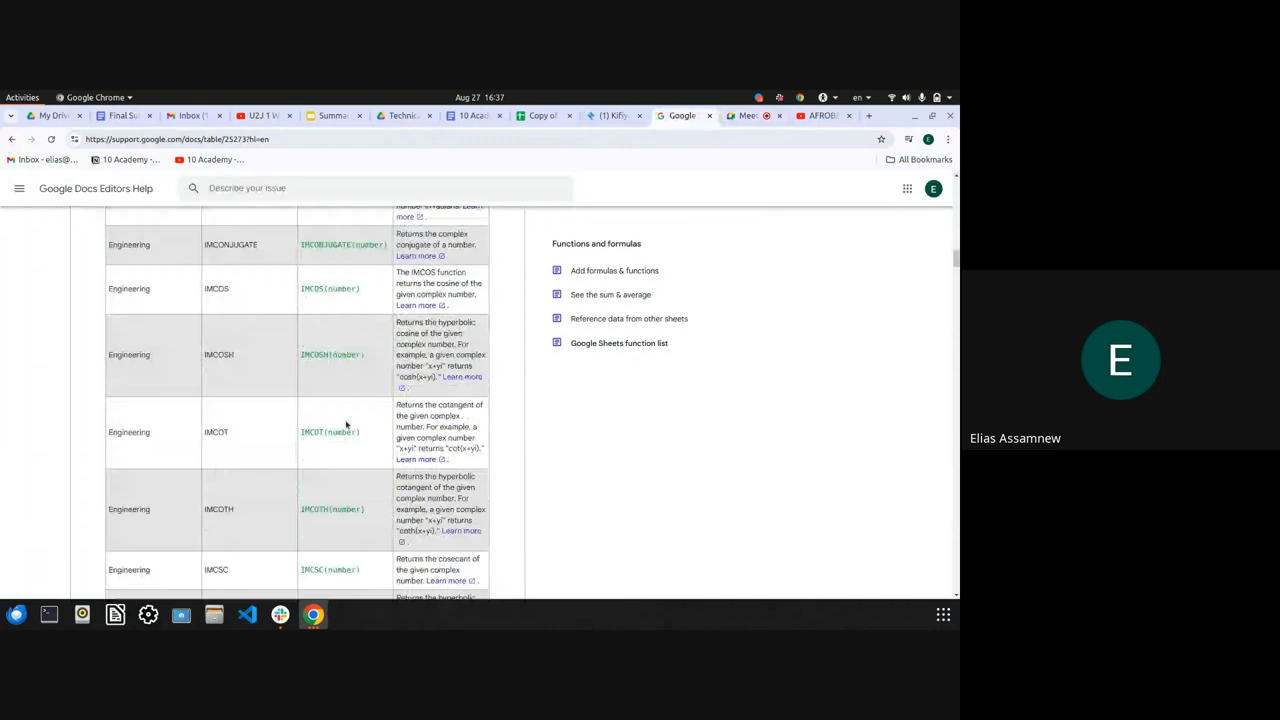 Activities
Google Chrome
Aug 27 16:37
en
My Driv
Final Su
Inbox (1
U2J 1 W
Summa
Technic
10 Acad
Copy of
(1) Kifiy
Google
Meet
AFROBE
https://support.google.com/docs/table/25273?hl=en
Inbox - elias@...
10 Academy -...
10 Academy -...
All Bookmarks
Google Docs Editors Help
Describe your issue
E
more
Engineering IMCONJUGATE IMCONJUGATE(number) Returns the complex
conjugate of a number.
Learn more
Engineering IMCOS IMCOS(number) The IMCOS function
returns the cosine of the
given complex number.
Learn more .
Engineering IMCOSH IMCOSH(number) Returns the hyperbolic
cosine of the given
complex number. For
example, a given complex
number "x+yi" returns
"cosh(x+yi)." Learn more
.
Engineering IMCOT IMCOT(number) Returns the cotangent of
the given complex
number. For example, a
given complex number
"x+yi" returns "cot(x+yi)."
Learn more .
Engineering IMCOTH IMCOTH(number) Returns the hyperbolic
cotangent of the given
complex number. For
example, a given complex
number "x+yi" returns
"coth(x+yi)." Learn more
.
Engineering IMCSC IMCSC(number) Returns the cosecant of
the given complex
number. Learn more .
Returns the hyperbolic
Functions and formulas
Add formulas & functions
See the sum & average
Reference data from other sheets
Google Sheets function list
E
Elias Assamnew